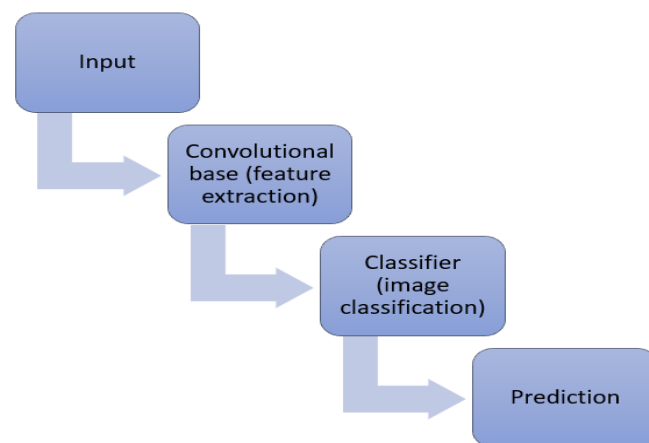 Input
Convolutional
base (feature
extraction)
Classifier
(image
classification)
Prediction